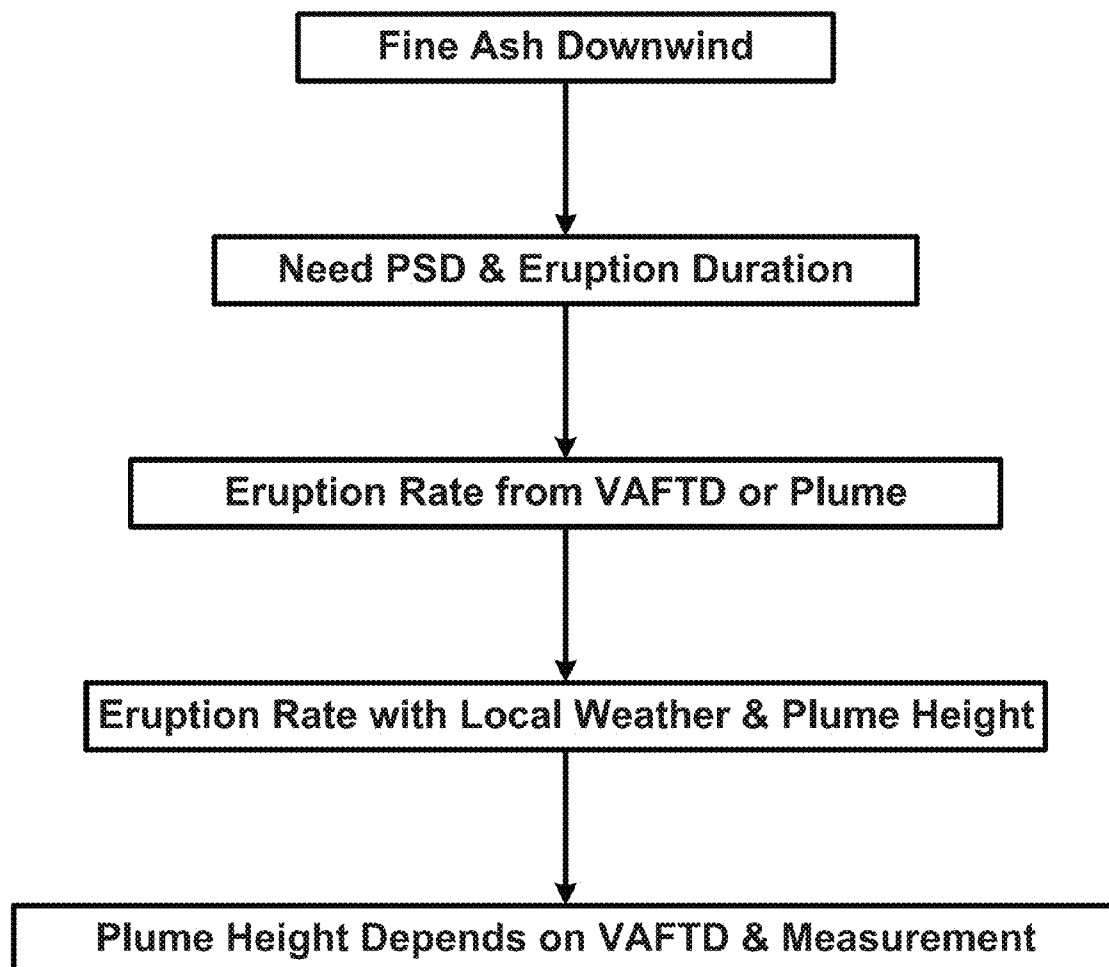 Fine Ash Downwind
Need PSD & Eruption Duration
Eruption Rate from VAFTD or Plume
Eruption Rate with Local Weather & Plume Height
Plume Height Depends on VAFTD & Measurement